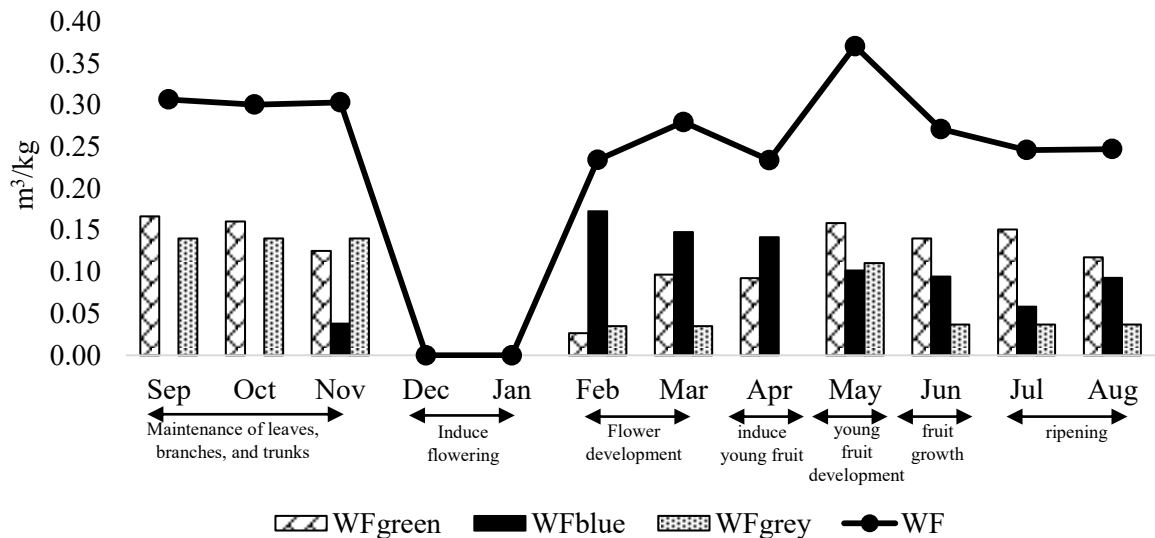 0.40
0.35
0.30
0.25
0.20
0.15
0.10
0.05
0.00
m³/kg
Sep Oct Nov Dec Jan Feb Mar Apr May Jun Jul Aug
Maintenance of leaves,
branches, and trunks
Induce
flowering
Flower
development
induce
young fruit
young
fruit
development
fruit
growth
ripening
WFgreen WFblue WFgrey WF